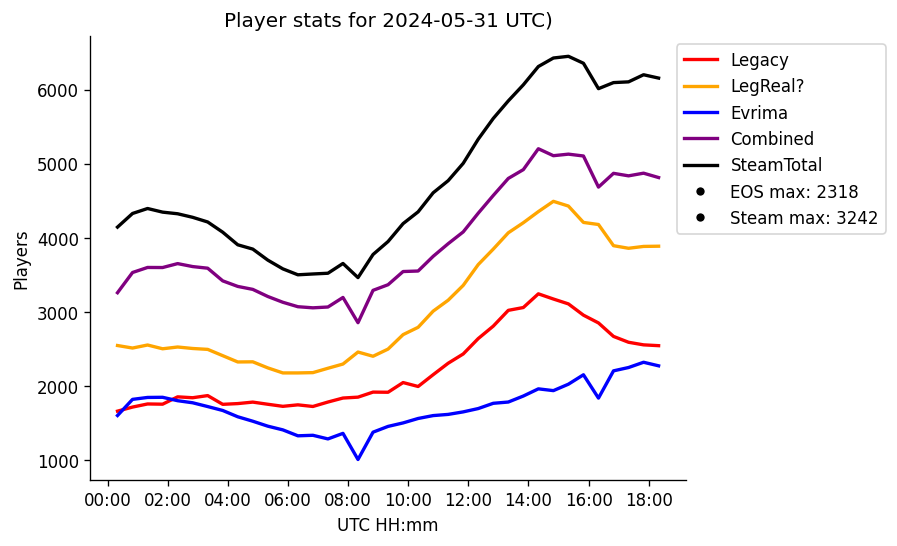 Player stats for 2024-05-31 UTC)
Legacy
LegReal?
Evrima
Combined
SteamTotal
EOS max: 2318
Steam max: 3242
Players
6000
5000
4000
3000
2000
1000
00:00 02:00 04:00 06:00 08:00 10:00 12:00 14:00 16:00 18:00
UTC HH:mm